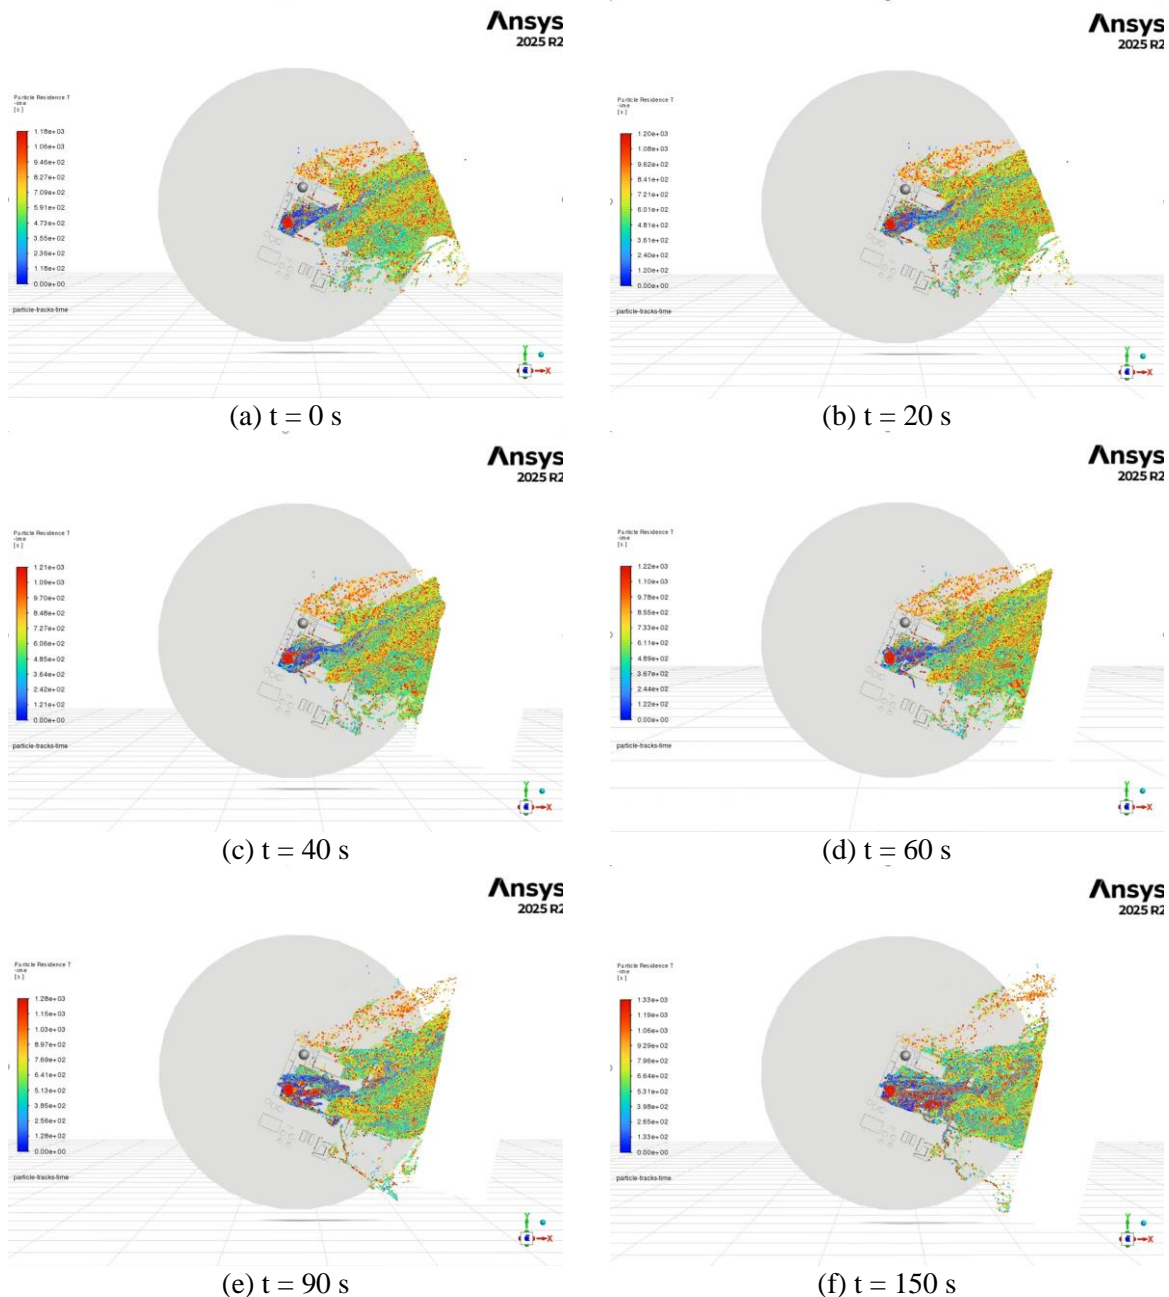 Ansys
2025 R2
Particle Residence T
-ime
[s]
1.18e+03
1.06e+03
9.46e+02
8.27e+02
7.09e+02
5.91e+02
4.73e+02
3.55e+02
2.36e+02
1.18e+02
0.00e+00
particle-tracks-time
Y
X
(a) t = 0 s
Ansys
2025 R2
Particle Residence T
-ime
[s]
1.20e+03
1.08e+03
9.62e+02
8.41e+02
7.21e+02
6.01e+02
4.81e+02
3.61e+02
2.40e+02
1.20e+02
0.00e+00
particle-tracks-time
Y
X
(b) t = 20 s
Ansys
2025 R2
Particle Residence T
-ime
[s]
1.21e+03
1.09e+03
9.70e+02
8.48e+02
7.27e+02
6.06e+02
4.85e+02
3.64e+02
2.42e+02
1.21e+02
0.00e+00
particle-tracks-time
Y
X
(c) t = 40 s
Ansys
2025 R2
Particle Residence T
-ime
[s]
1.22e+03
1.10e+03
9.78e+02
8.55e+02
7.33e+02
6.11e+02
4.89e+02
3.67e+02
2.44e+02
1.22e+02
0.00e+00
particle-tracks-time
Y
X
(d) t = 60 s
Ansys
2025 R2
Particle Residence T
-ime
[s]
1.28e+03
1.15e+03
1.03e+03
8.97e+02
7.69e+02
6.41e+02
5.13e+02
3.85e+02
2.56e+02
1.28e+02
0.00e+00
particle-tracks-time
Y
X
(e) t = 90 s
Ansys
2025 R2
Particle Residence T
-ime
[s]
1.33e+03
1.19e+03
1.06e+03
9.29e+02
7.96e+02
6.64e+02
5.31e+02
3.98e+02
2.65e+02
1.33e+02
0.00e+00
particle-tracks-time
Y
X
(f) t = 150 s